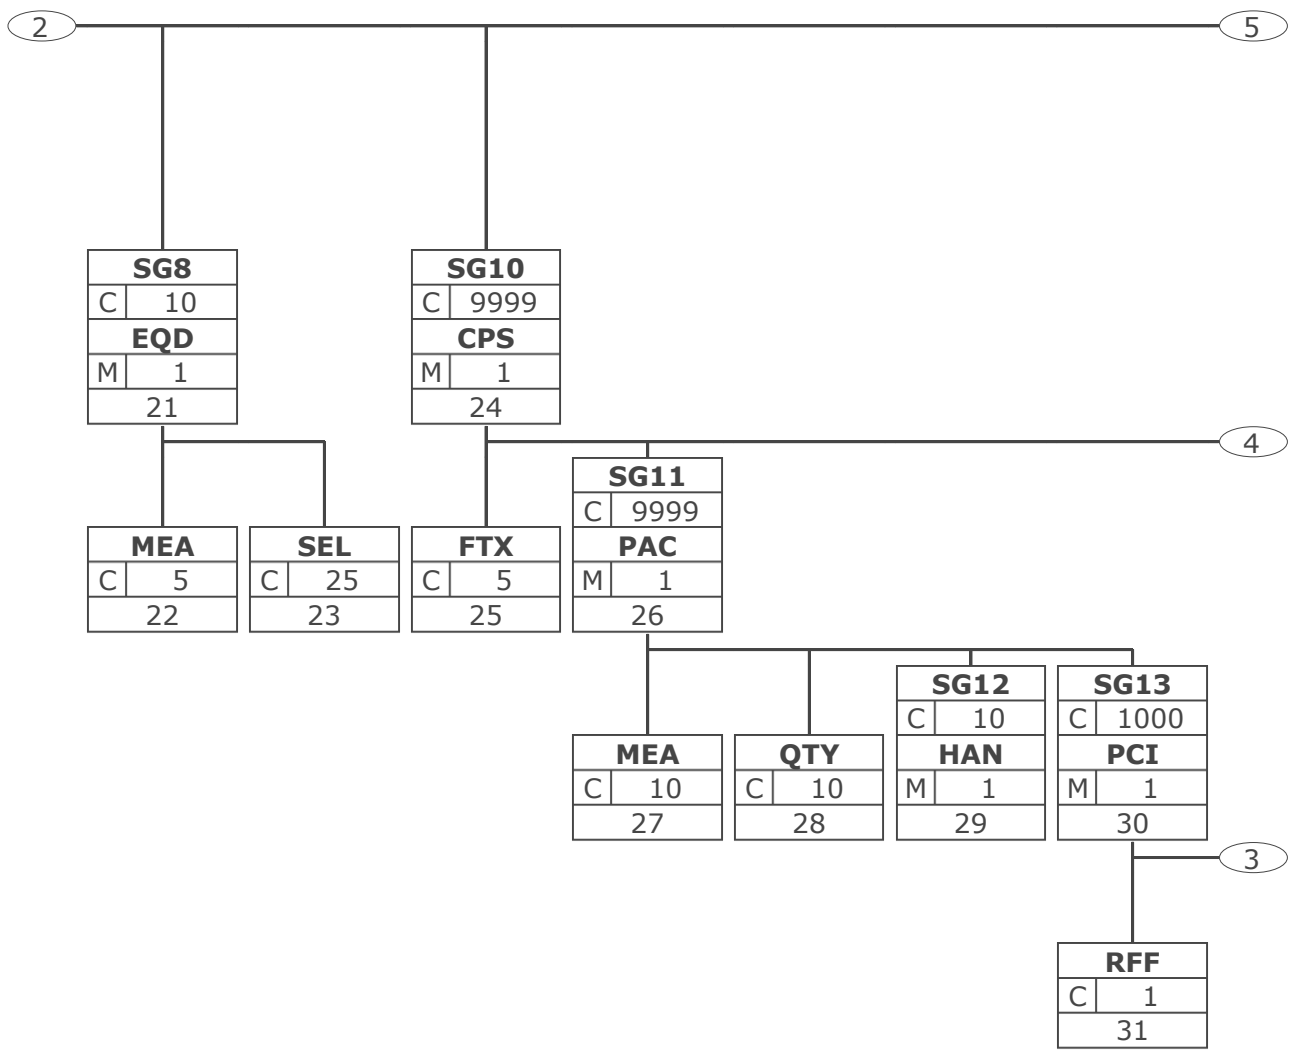 2 5
SG8 SG10
C 10 C 9999
EQD CPS
M 1 M 1
21 24
4
SG11
C 9999
MEA SEL FTX PAC
C 5 C 25 C 5 M 1
22 23 25 26
SG12 SG13
C 10 C 1000
MEA QTY HAN PCI
C 10 C 10 M 1 M 1
27 28 29 30
3
RFF
C 1
31